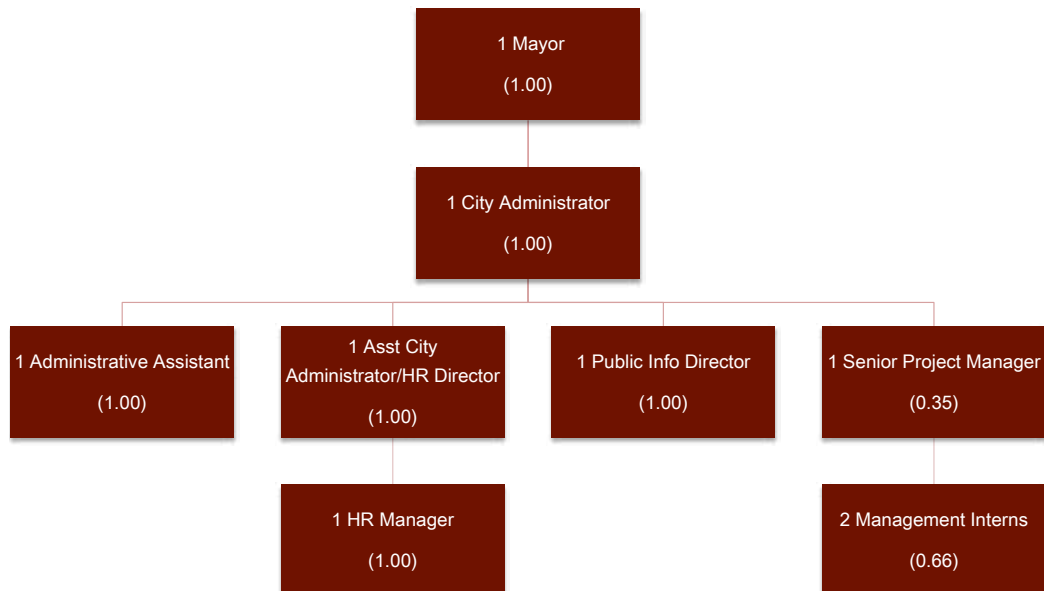 1 Mayor
(1.00)
1 City Administrator
(1.00)
1 Administrative Assistant
(1.00)
1 Asst City
Administrator/HR Director
(1.00)
1 Public Info Director
(1.00)
1 Senior Project Manager
(0.35)
1 HR Manager
(1.00)
2 Management Interns
(0.66)